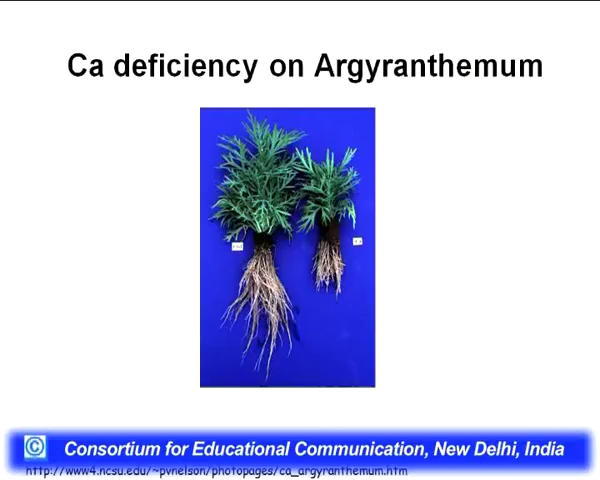 Ca deficiency on Argyranthemum
© Consortium for Educational Communication, New Delhi, India
http://www4.ncsu.edu/~pvnelson/photopages/ca_argyranthemum.htm